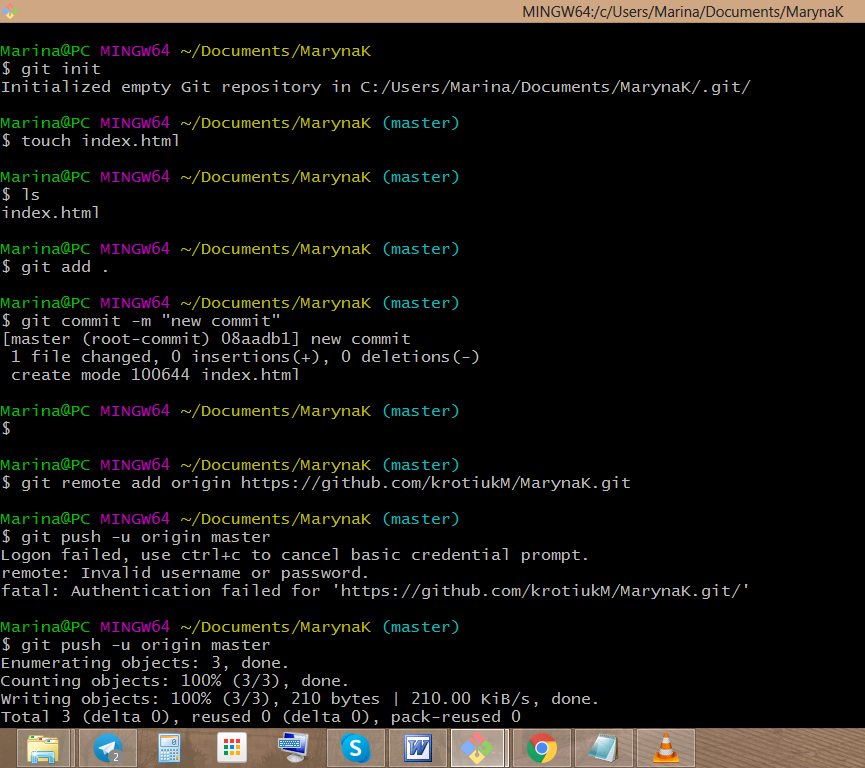 MINGW64:/c/Users/Marina/Documents/MarynaK
Marina@PC MINGW64 ~/Documents/MarynaK
$ git init
Initialized empty Git repository in C:/Users/Marina/Documents/MarynaK/.git/
Marina@PC MINGW64 ~/Documents/MarynaK (master)
$ touch index.html
Marina@PC MINGW64 ~/Documents/MarynaK (master)
$ ls
index.html
Marina@PC MINGW64 ~/Documents/MarynaK (master)
$ git add .
Marina@PC MINGW64 ~/Documents/MarynaK (master)
$ git commit -m "new commit"
[master (root-commit) 08aadb1] new commit
1 file changed, 0 insertions(+), 0 deletions(-)
create mode 100644 index.html
Marina@PC MINGW64 ~/Documents/MarynaK (master)
$
Marina@PC MINGW64 ~/Documents/MarynaK (master)
$ git remote add origin https://github.com/krotiukM/MarynaK.git
Marina@PC MINGW64 ~/Documents/MarynaK (master)
$ git push -u origin master
Logon failed, use ctrl+c to cancel basic credential prompt.
remote: Invalid username or password.
fatal: Authentication failed for 'https://github.com/krotiukM/MarynaK.git/'
Marina@PC MINGW64 ~/Documents/MarynaK (master)
$ git push -u origin master
Enumerating objects: 3, done.
Counting objects: 100% (3/3), done.
Writing objects: 100% (3/3), 210 bytes | 210.00 KiB/s, done.
Total 3 (delta 0), reused 0 (delta 0), pack-reused 0
2
S
W